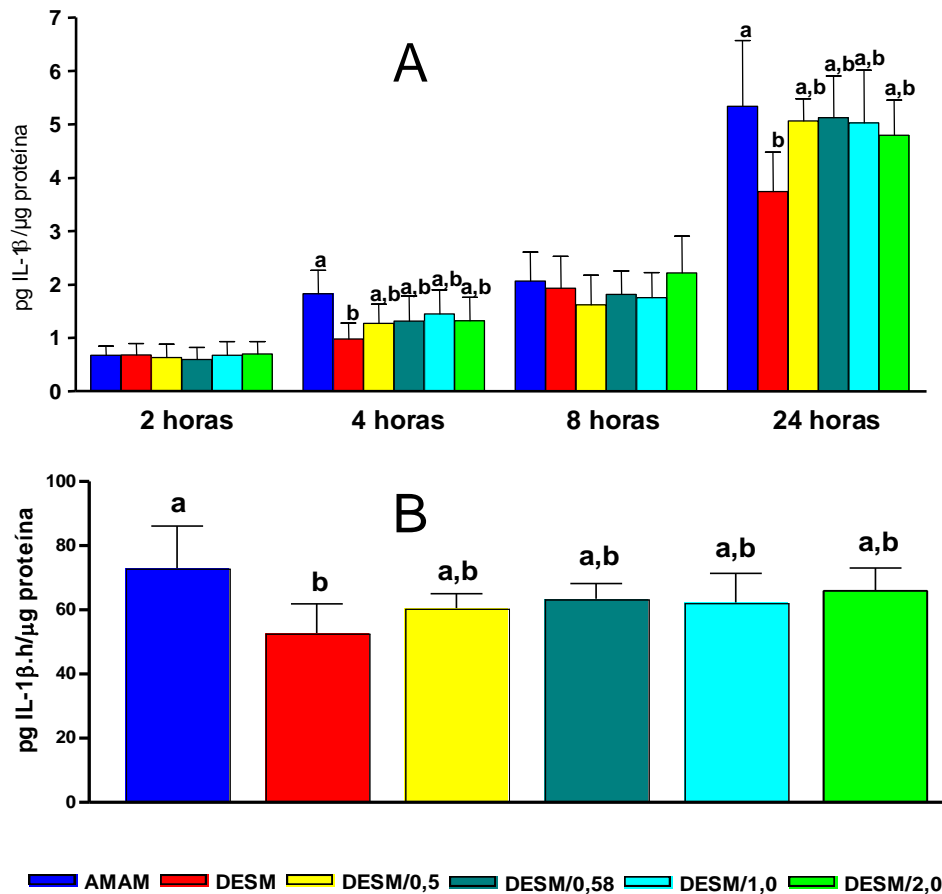 7
A
a
a
a,b
a,b
a,b
6
a,b
5
b
4
pg IL-1β/µg proteína
3
a
2
a,b
a,b
a,b
a,b
b
1
0
2 horas
4 horas
8 horas
24 horas
100
B
a
80
a,b
a,b
a,b
a,b
b
60
pg IL-1β.h/µg proteína
40
20
0
AMAM DESM DESM/0,5 DESM/0,58 DESM/1,0 DESM/2,0